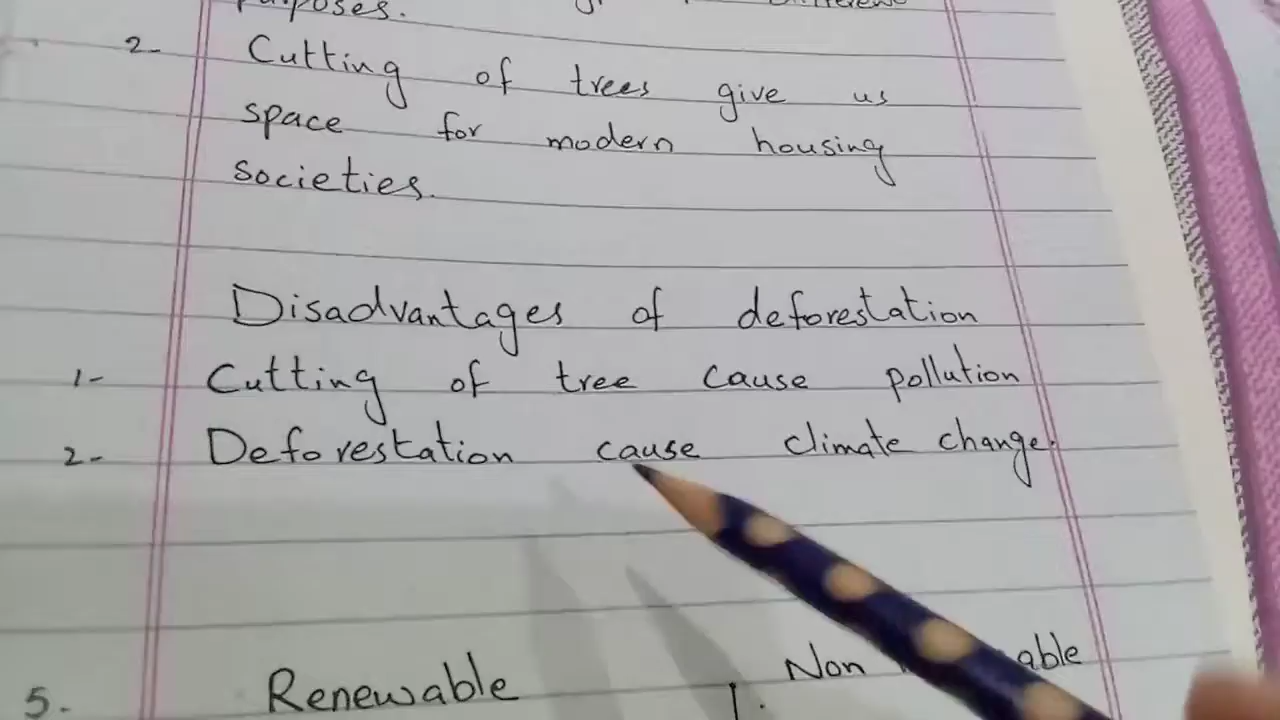 purposes.
2- Cutting of trees give us
space for modern housing
societies.
Disadvantages of deforestation
1- Cutting of tree cause pollution
2- Deforestation cause climate change.
5. Renewable Non able